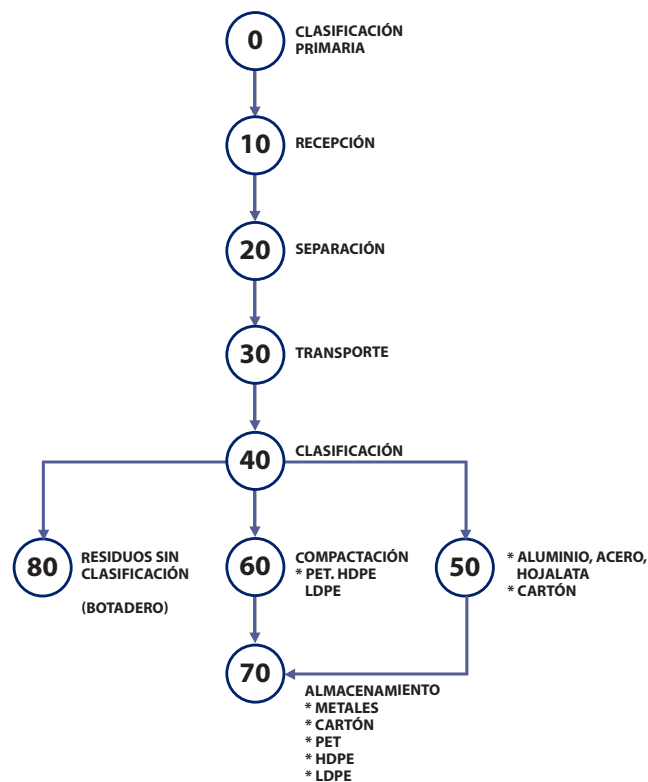 0
CLASIFICACIÓN
PRIMARIA
10
RECEPCIÓN
20
SEPARACIÓN
30
TRANSPORTE
40
CLASIFICACIÓN
80
RESIDUOS SIN
CLASIFICACIÓN
(BOTADERO)
60
COMPACTACIÓN
* PET. HDPE
LDPE
50
* ALUMINIO, ACERO,
HOJALATA
* CARTÓN
70
ALMACENAMIENTO
* METALES
* CARTÓN
* PET
* HDPE
* LDPE